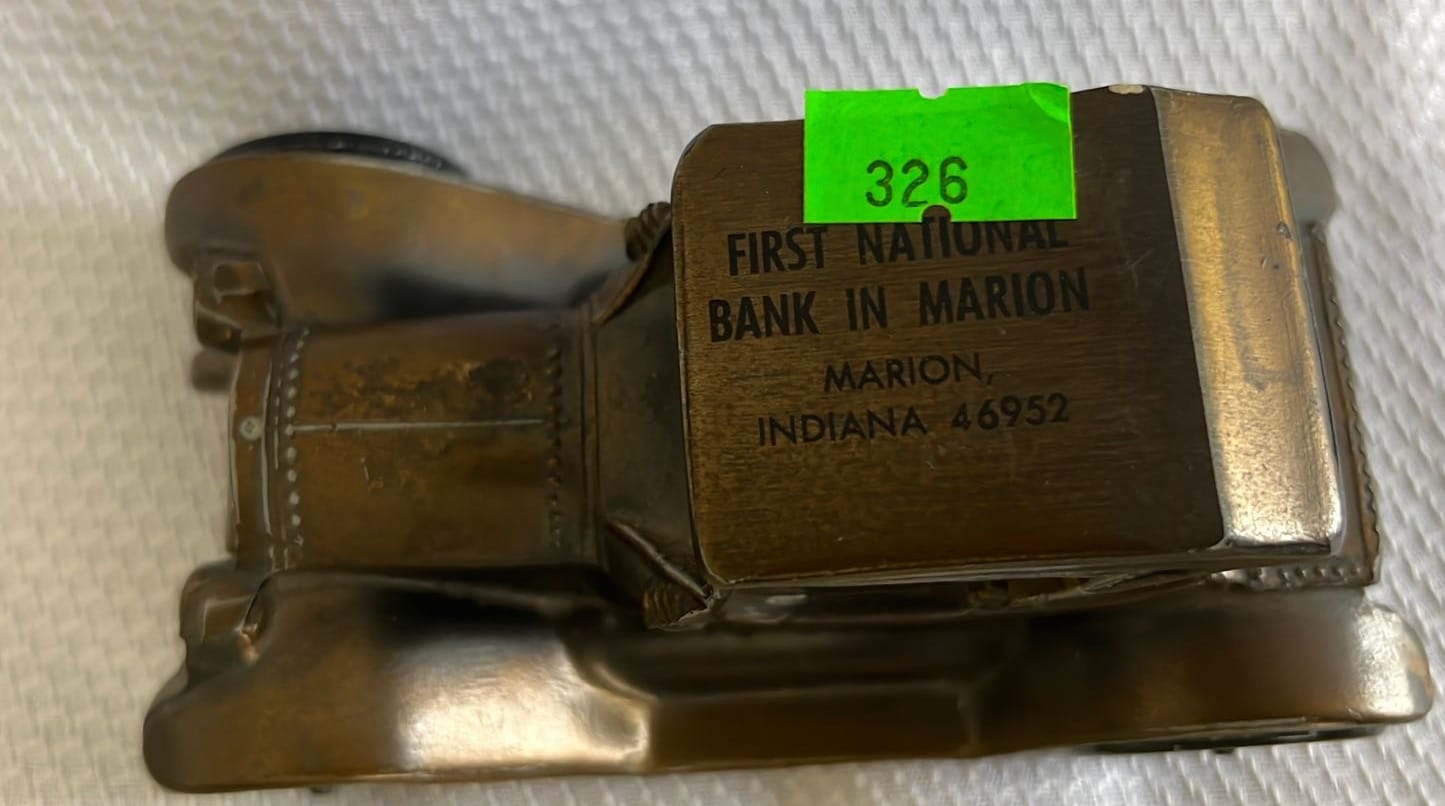 326
FIRST NATIONAL
BANK IN MARION
MARION,
INDIANA 46952